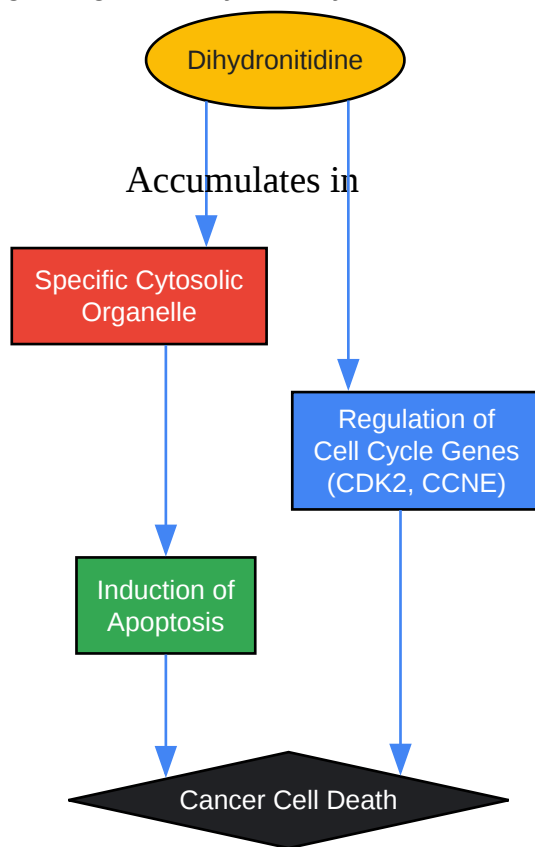 Dihydronitidine
Accumulates in
Specific Cytosolic
Organelle
Regulation of
Cell Cycle Genes
(CDK2, CCNE)
Induction of
Apoptosis
Cancer Cell Death